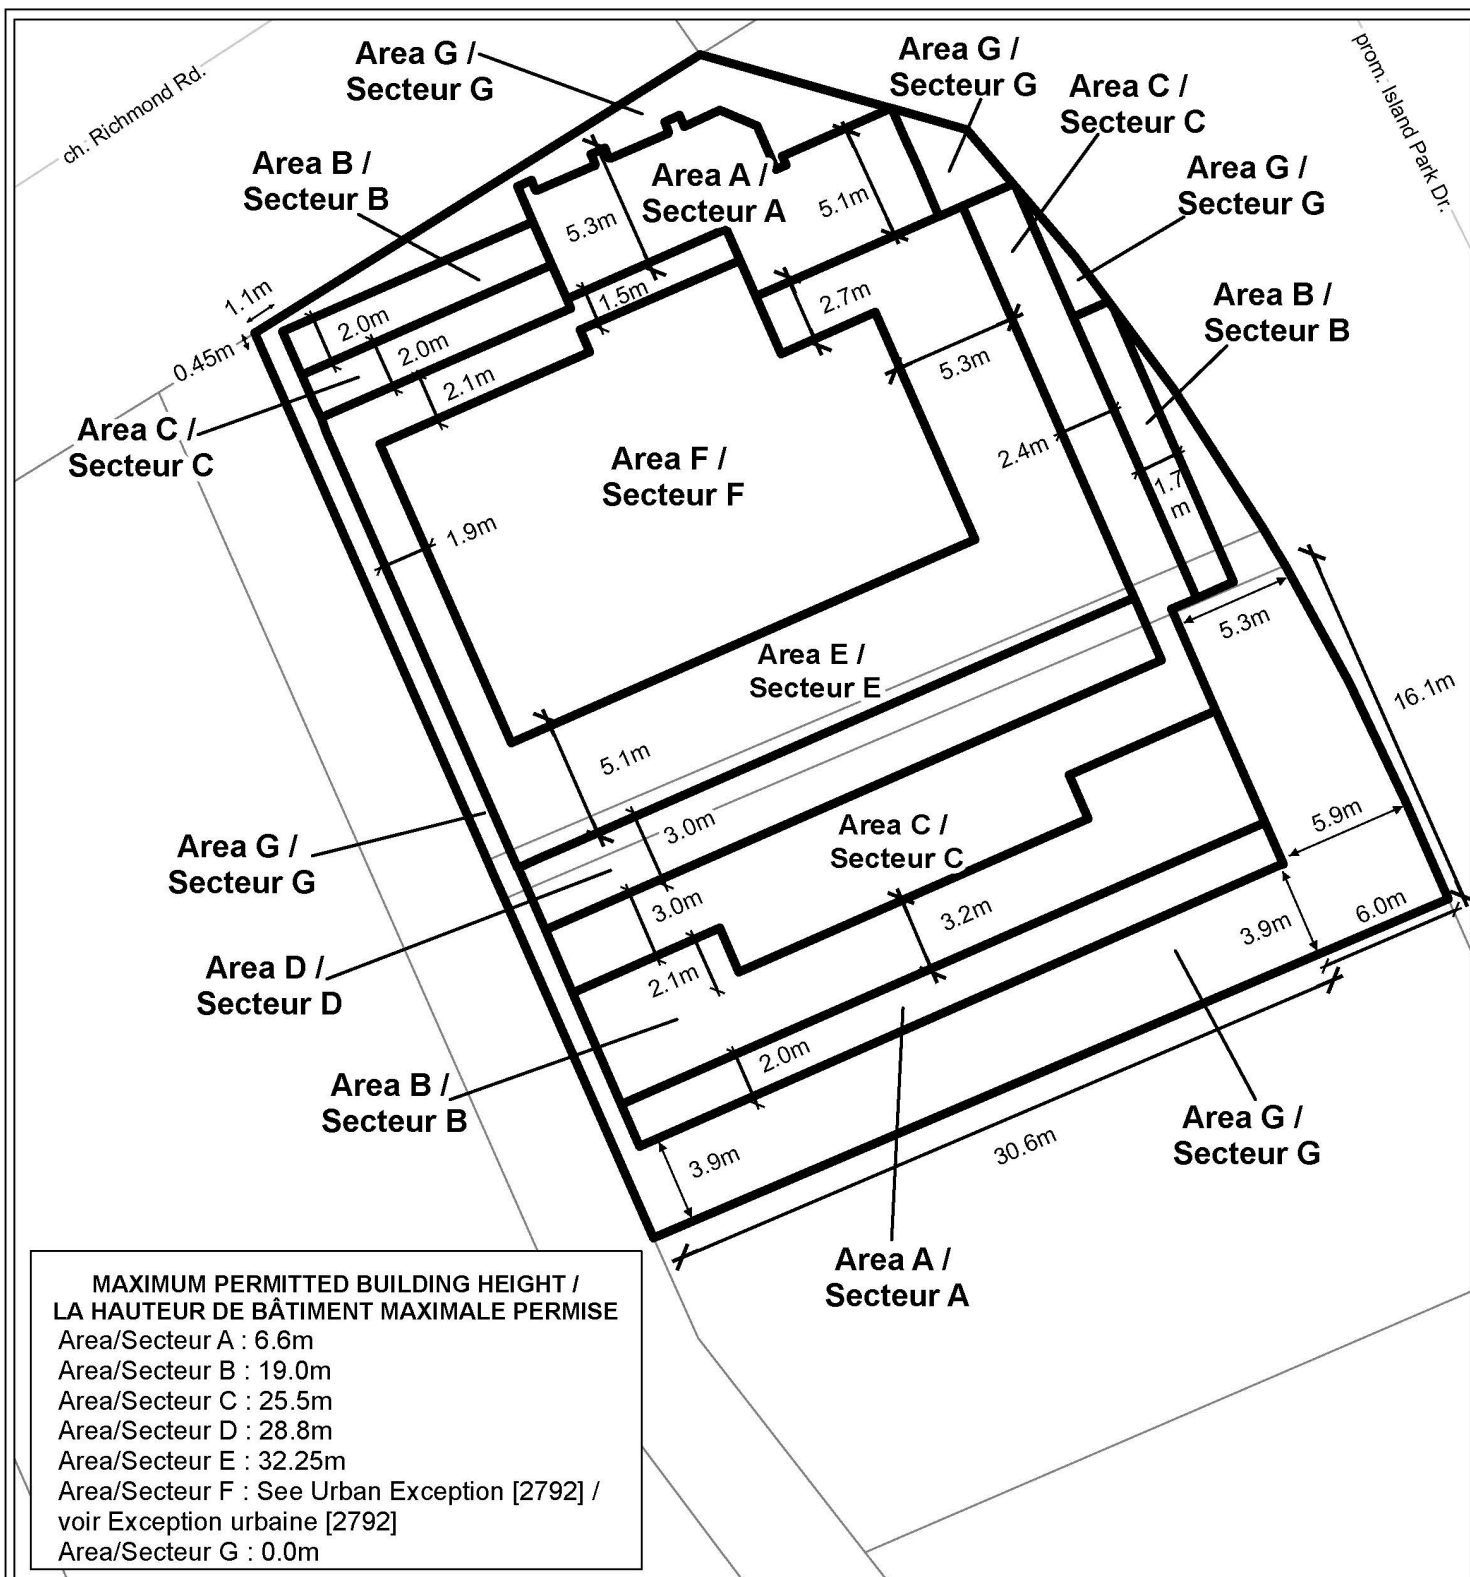 ch. Richmond Rd.
prom. Island Park Dr.
Area G /
Secteur G
Area G /
Secteur G
Area C /
Secteur C
Area B /
Secteur B
Area A /
Secteur A
Area G /
Secteur G
5.3m
5.1m
1.1m
2.0m
1.5m
2.7m
Area B /
Secteur B
0.45m
2.0m
2.1m
5.3m
Area C /
Secteur C
Area F /
Secteur F
2.4m
1.7
m
1.9m
5.3m
Area E /
Secteur E
16.1m
5.1m
3.0m
Area C /
Secteur C
5.9m
Area G /
Secteur G
3.0m
3.2m
6.0m
3.9m
Area D /
Secteur D
2.1m
2.0m
Area B /
Secteur B
Area G /
Secteur G
30.6m
3.9m
Area A /
Secteur A
MAXIMUM PERMITTED BUILDING HEIGHT /
LA HAUTEUR DE BÂTIMENT MAXIMALE PERMISE
Area/Secteur A : 6.6m
Area/Secteur B : 19.0m
Area/Secteur C : 25.5m
Area/Secteur D : 28.8m
Area/Secteur E : 32.25m
Area/Secteur F : See Urban Exception [2792] /
voir Exception urbaine [2792]
Area/Secteur G : 0.0m